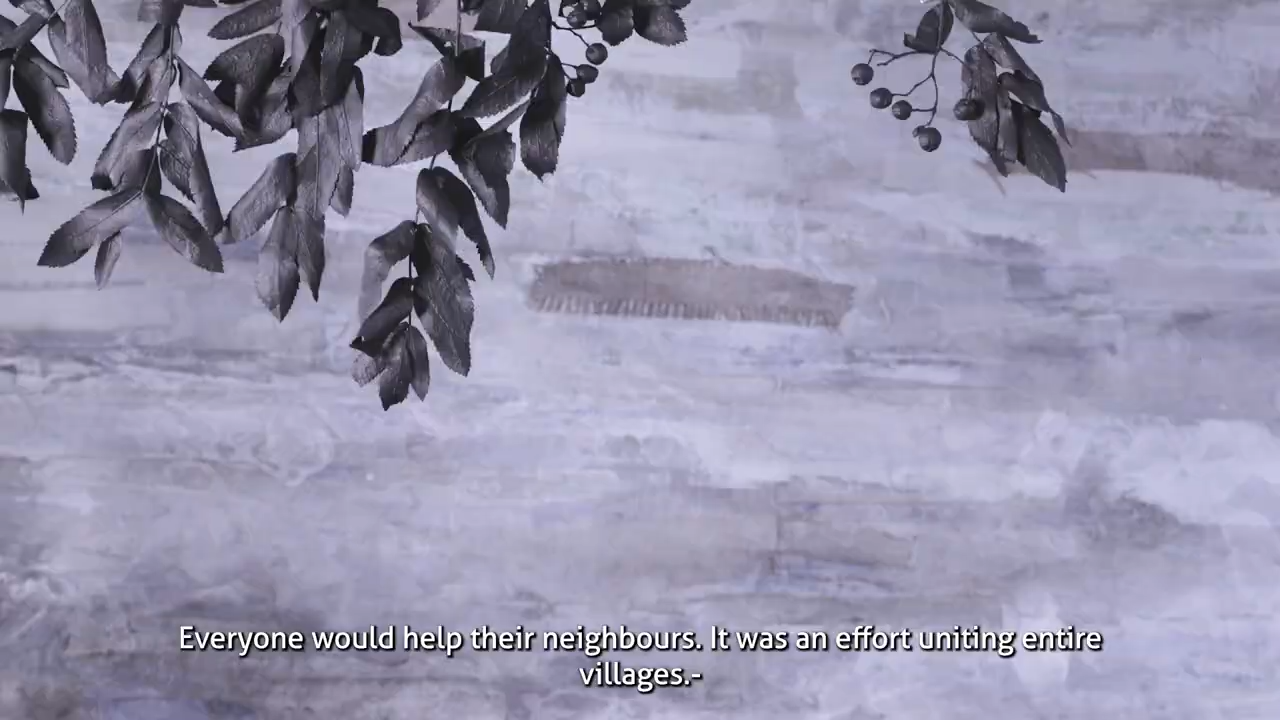 Everyone would help their neighbours. It was an effort uniting entire
villages.-